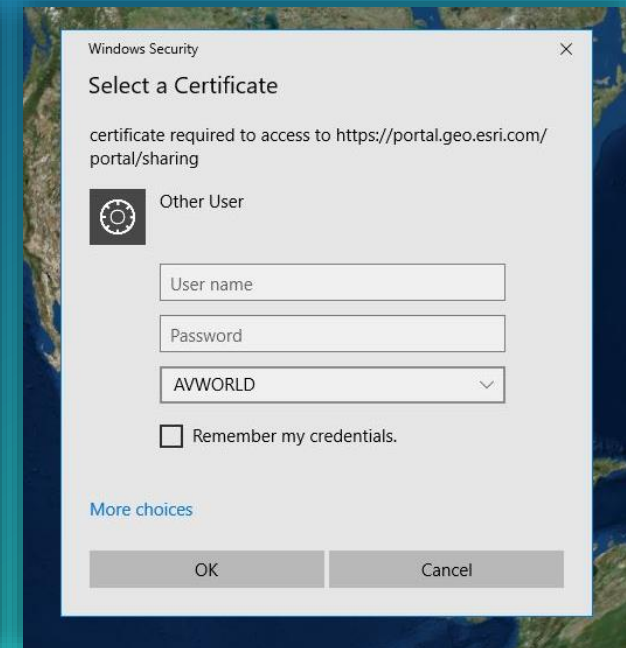 Windows Security
Select a Certificate
certificate required to access to https://portal.geo.esri.com/
portal/sharing
Other User
User name
Password
AVWORLD
Remember my credentials.
More choices
OK
Cancel